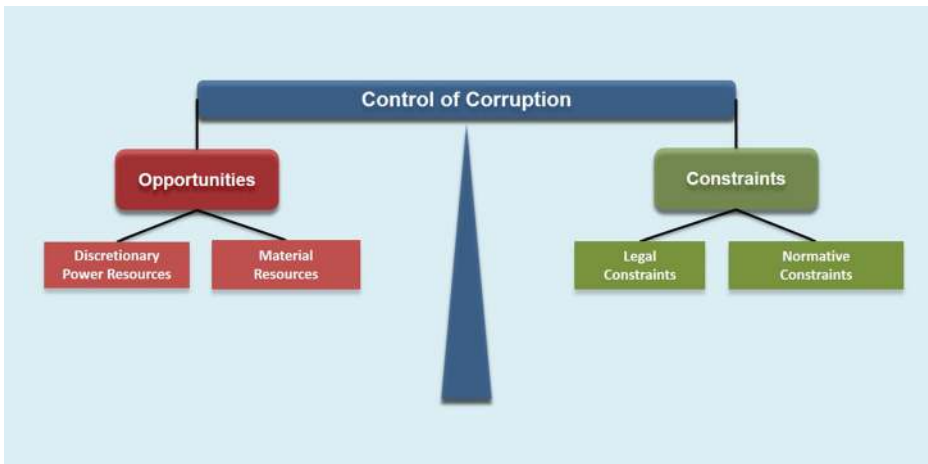 Control of Corruption
Opportunities
Constraints
Discretionary
Power Resources
Material
Resources
Legal
Constraints
Normative
Constraints